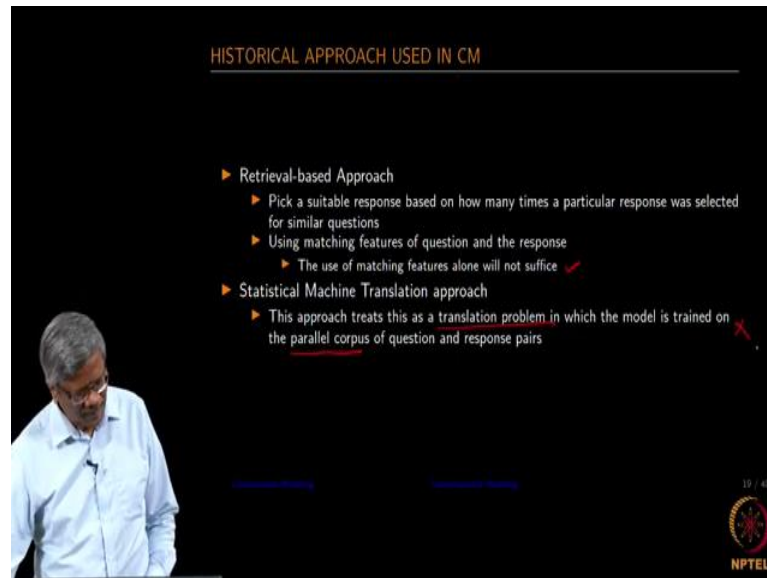 HISTORICAL APPROACH USED IN CM
Retrieval-based Approach
Pick a suitable response based on how many times a particular response was selected
for similar questions
Using matching features of question and the response
The use of matching features alone will not suffice
Statistical Machine Translation approach
This approach treats this as a translation problem in which the model is trained on
the parallel corpus of question and response pairs
NPTEL